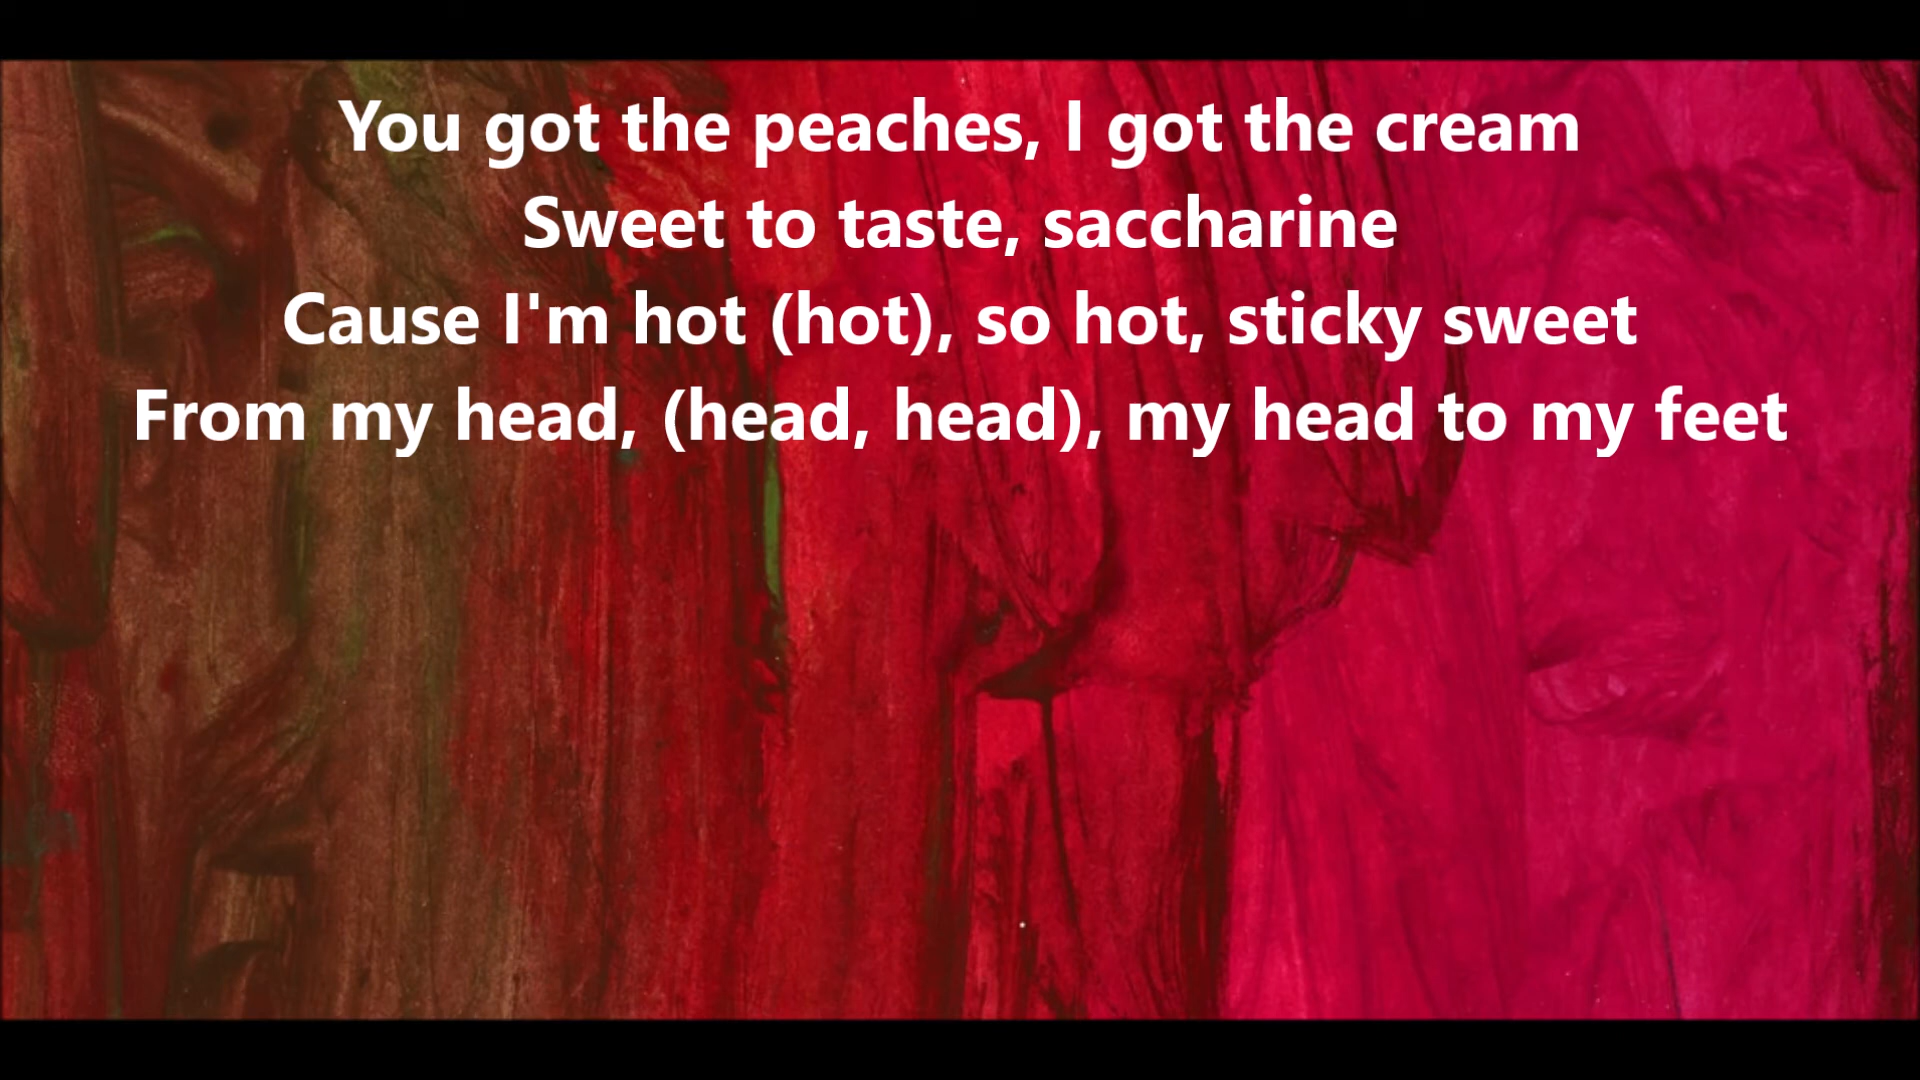 You got the peaches, I got the cream
Sweet to taste, saccharine
Cause I'm hot (hot), so hot, sticky sweet
From my head, (head, head), my head to my feet